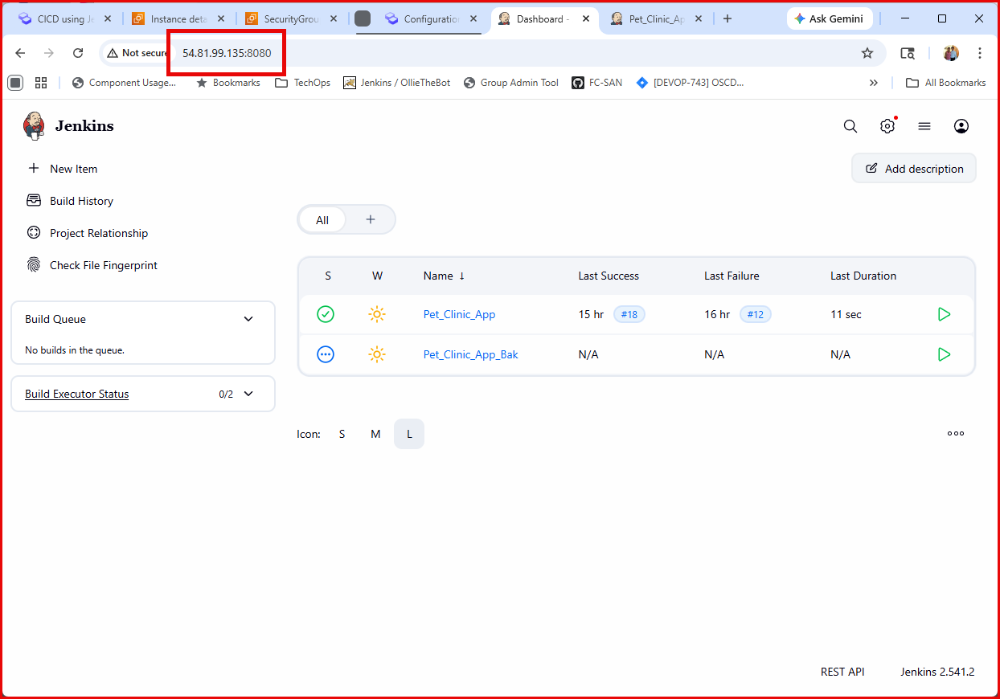 CICD using Je
Instance deta
SecurityGrou
Configuration
Dashboard -
Pet_Clinic_Ap
Ask Gemini
Not secure
54.81.99.135:8080
Component Usage...
Bookmarks
TechOps
Jenkins / OllieTheBot
Group Admin Tool
FC-SAN
[DEVOP-743] OSCD...
All Bookmarks
Jenkins
New Item
Add description
Build History
Project Relationship
Check File Fingerprint
All
S W Name ↓ Last Success Last Failure Last Duration
Pet_Clinic_App 15 hr #18 16 hr #12 11 sec
Pet_Clinic_App_Bak N/A N/A N/A
Build Queue
No builds in the queue.
Build Executor Status 0/2
Icon: S M L
REST API Jenkins 2.541.2